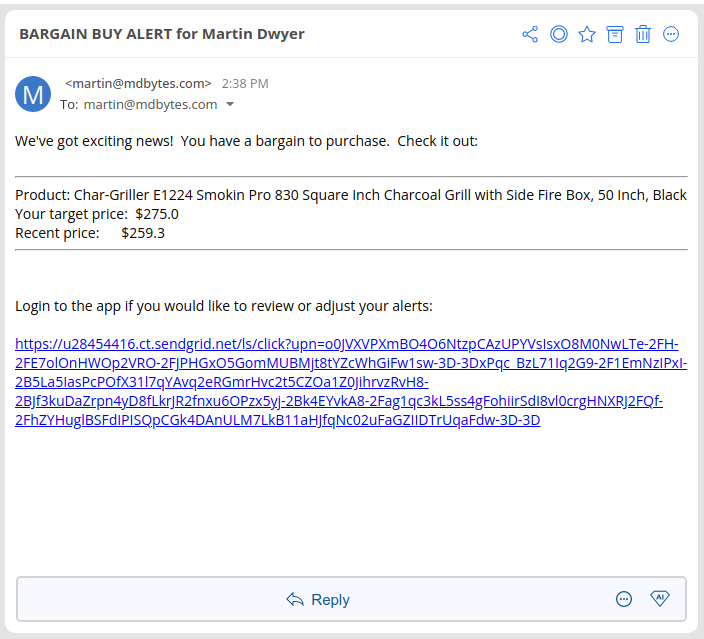 BARGAIN BUY ALERT for Martin Dwyer
M
<martin@mdbytes.com> 2:38 PM
To: martin@mdbytes.com
We've got exciting news!  You have a bargain to purchase.  Check it out:
Product: Char-Griller E1224 Smokin Pro 830 Square Inch Charcoal Grill with Side Fire Box, 50 Inch, Black
Your target price:  $275.0
Recent price:     $259.3
Login to the app if you would like to review or adjust your alerts:
https://u28454416.ct.sendgrid.net/ls/click?upn=o0JVXVPXmBO4O6NtzpCAzUPYVsIsxO8M0NwLTe-2FH-
2FE7olOnHWOp2VRO-2FJPHGxO5GomMUBMJt8tYZcWhGiFw1sw-3D-3DxPqc_BzL71Iq2G9-2F1EmNzIPxI-
2B5La5IasPcPOfX31l7qYAvq2eRGmrHvc2t5CZOa1Z0JihrvzRvH8-
2BJf3kuDaZrpn4yD8fLkrJR2fnxu6OPzx5yj-2Bk4EYvkA8-2Fag1qc3kL5ss4gFohiirSdI8vl0crgHNXRJ2FQf-
2FhZYHuglBSFdIPISQpCGk4DAnULM7LkB11aHJfqNc02uFaGZIIDTrUqaFdw-3D-3D
Reply
AI